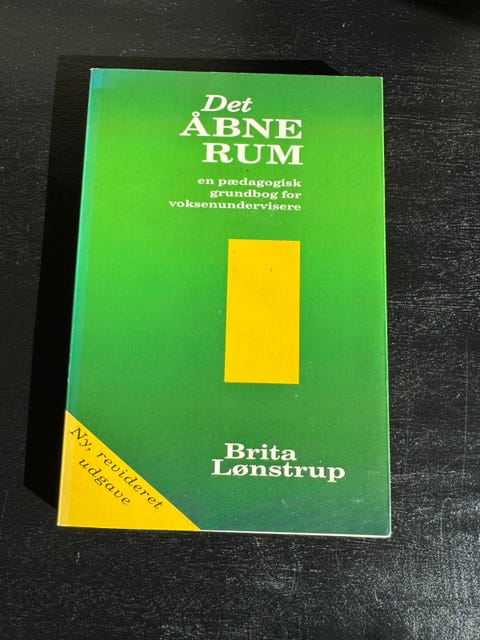 Det
ÅBNE
RUM
en pædagogisk
grundbog for
voksenundervisere
Brita
Lønstrup
Ny, revideret
udgave